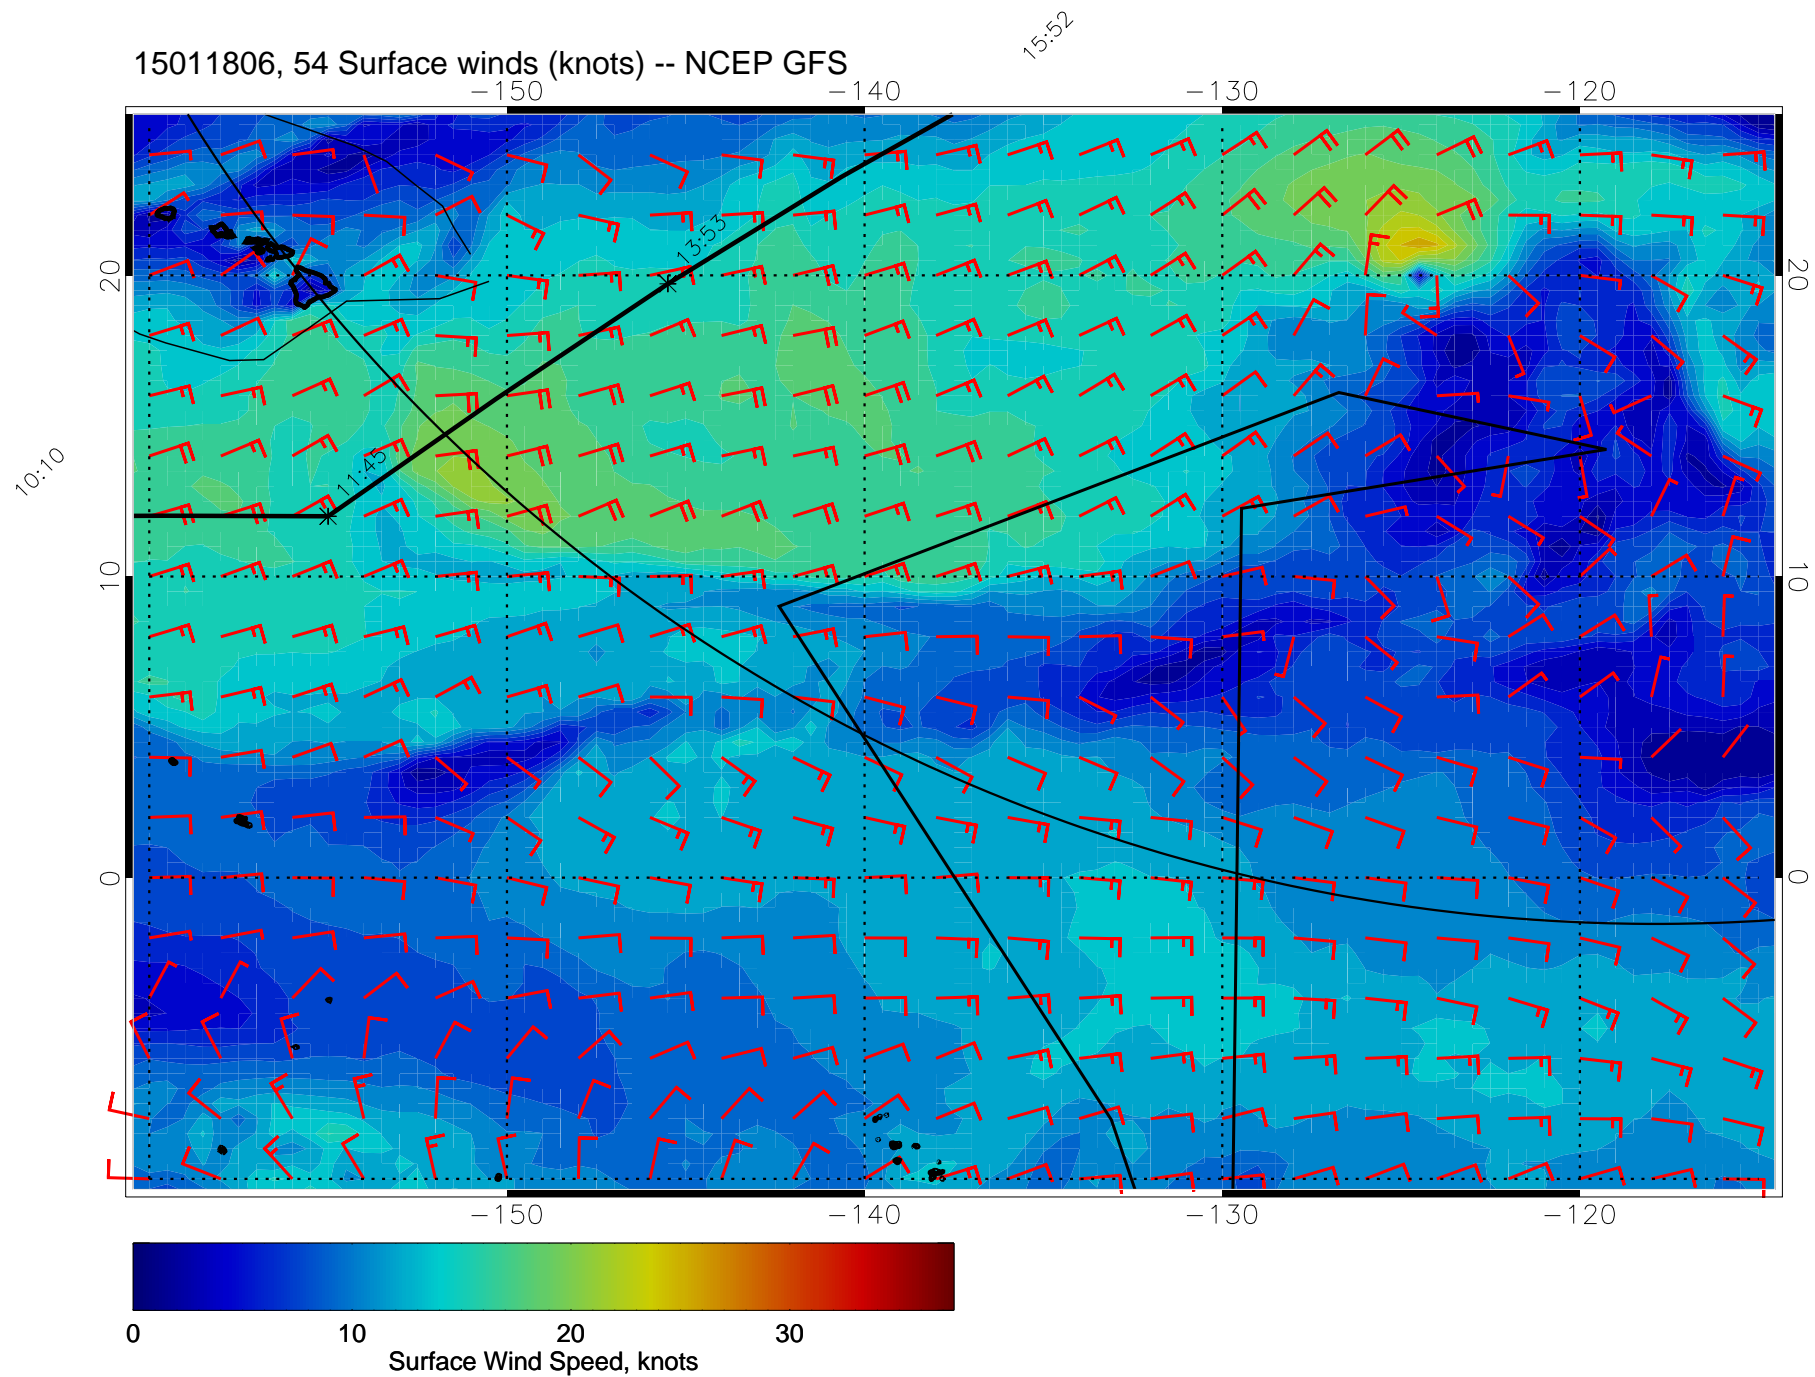 15:52
15011806, 54 Surface winds (knots) -- NCEP GFS
-150 -140 -130 -120
13:53
20 20
11:45
10:10
10 10
0 0
-150 -140 -130 -120
0 10 20 30
Surface Wind Speed, knots